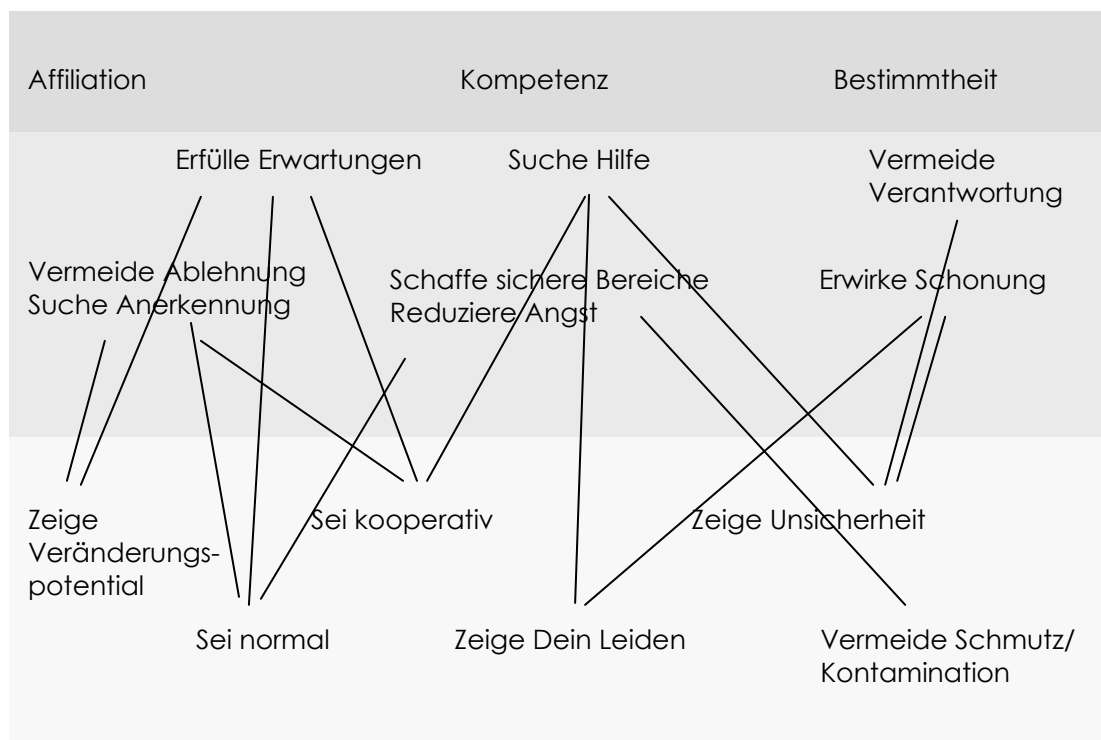 Affiliation
Kompetenz
Bestimmtheit
Erfülle Erwartungen
Suche Hilfe
Vermeide
Verantwortung
Vermeide Ablehnung
Suche Anerkennung
Schaffe sichere Bereiche
Reduziere Angst
Erwirke Schonung
Zeige
Veränderungs-
potential
Sei kooperativ
Zeige Unsicherheit
Sei normal
Zeige Dein Leiden
Vermeide Schmutz/
Kontamination